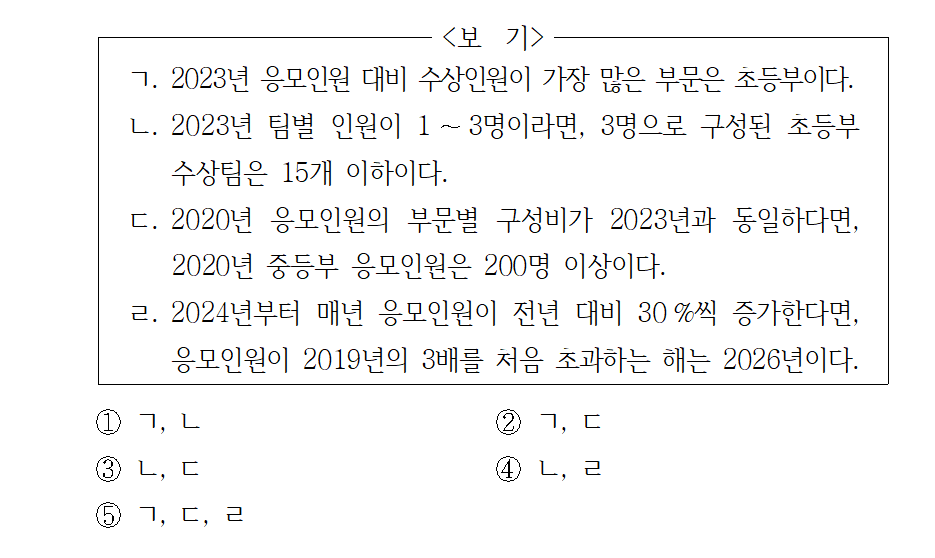 <보 기>
ㄱ. 2023년 응모인원 대비 수상인원이 가장 많은 부문은 초등부이다.
ㄴ. 2023년 팀별 인원이 1～3명이라면, 3명으로 구성된 초등부
수상팀은 15개 이하이다.
ㄷ. 2020년 응모인원의 부문별 구성비가 2023년과 동일하다면,
2020년 중등부 응모인원은 200명 이상이다.
ㄹ. 2024년부터 매년 응모인원이 전년 대비 30%씩 증가한다면,
응모인원이 2019년의 3배를 처음 초과하는 해는 2026년이다.
① ㄱ, ㄴ ② ㄱ, ㄷ
③ ㄴ, ㄷ ④ ㄴ, ㄹ
⑤ ㄱ, ㄷ, ㄹ